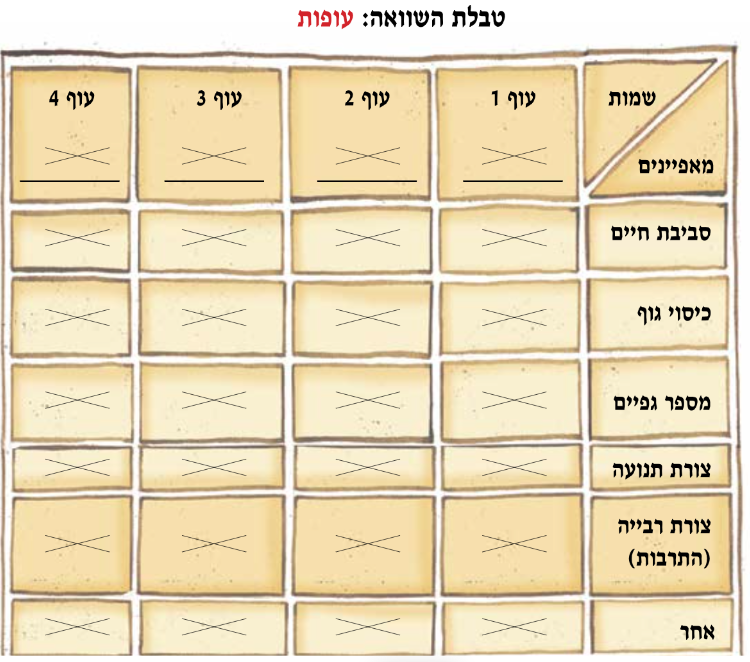 טבלת השוואה: עופות
שמות
מאפיינים
עוף 1
עוף 2
עוף 3
עוף 4
סביבת חיים
כיסוי גוף
מספר גפיים
צורת תנועה
צורת רבייה
(התרבות)
אחר